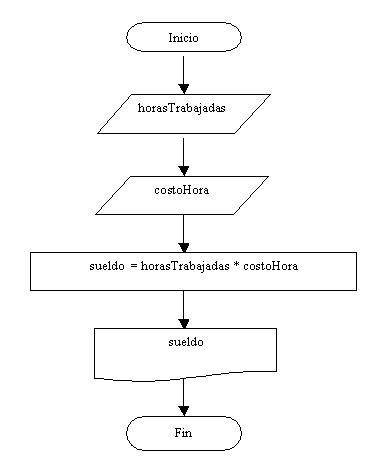 Inicio
horasTrabajadas
costoHora
sueldo = horasTrabajadas * costoHora
sueldo
Fin